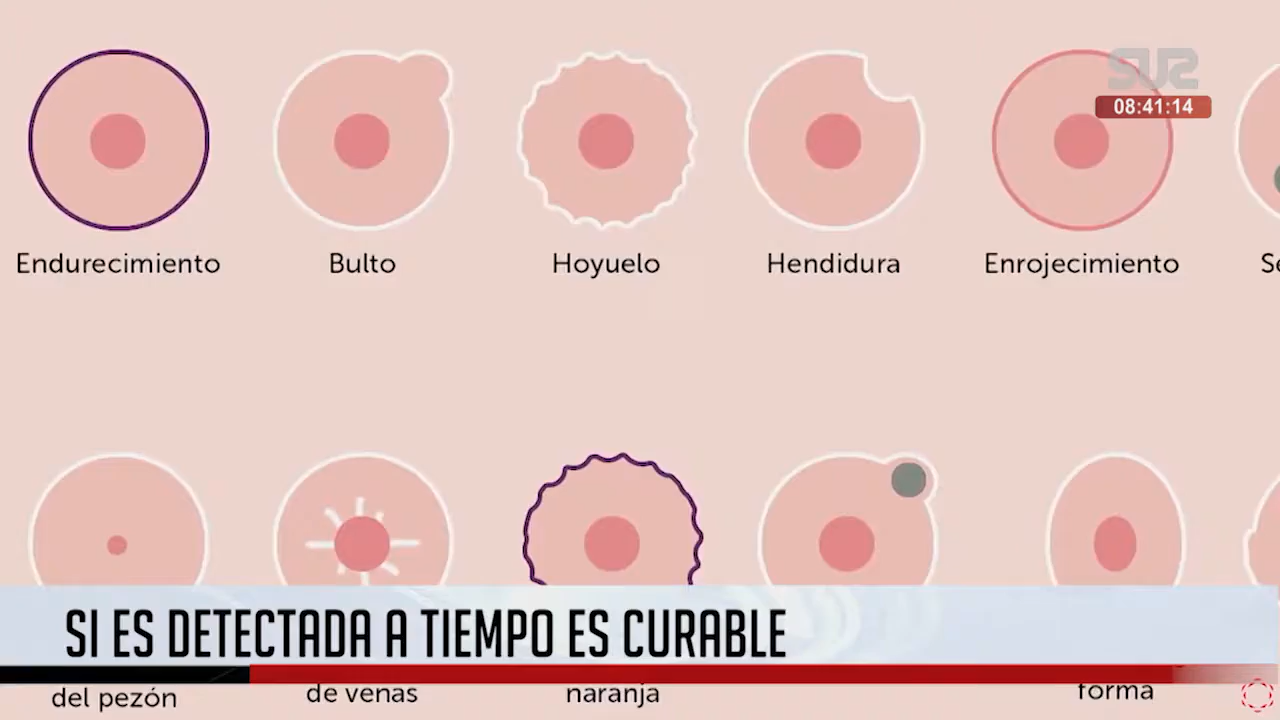 SUR
08:41:14
Endurecimiento
Bulto
Hoyuelo
Hendidura
Enrojecimiento
SI ES DETECTADA A TIEMPO ES CURABLE
del pezón
de venas
naranja
forma